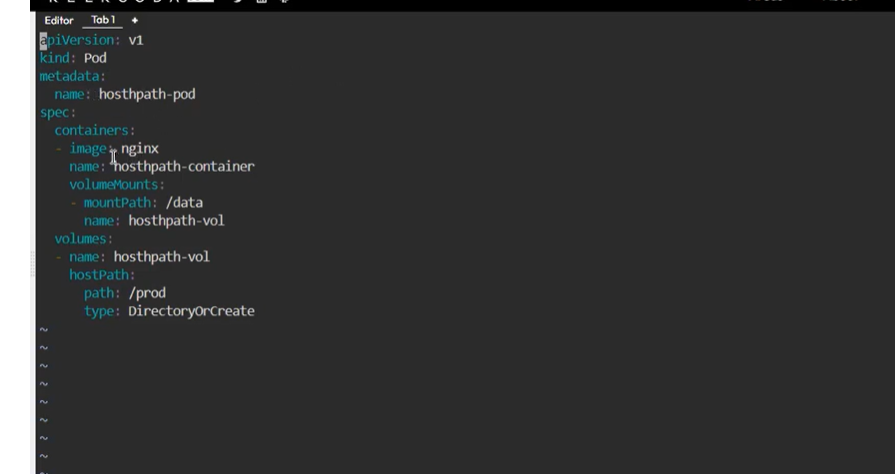 Editor Tab 1 +
apiVersion: v1
kind: Pod
metadata:
  name: hosthpath-pod
spec:
  containers:
  - image: nginx
    name: hosthpath-container
    volumeMounts:
    - mountPath: /data
      name: hosthpath-vol
  volumes:
  - name: hosthpath-vol
    hostPath:
      path: /prod
      type: DirectoryOrCreate
~
~
~
~
~
~
~
~
~